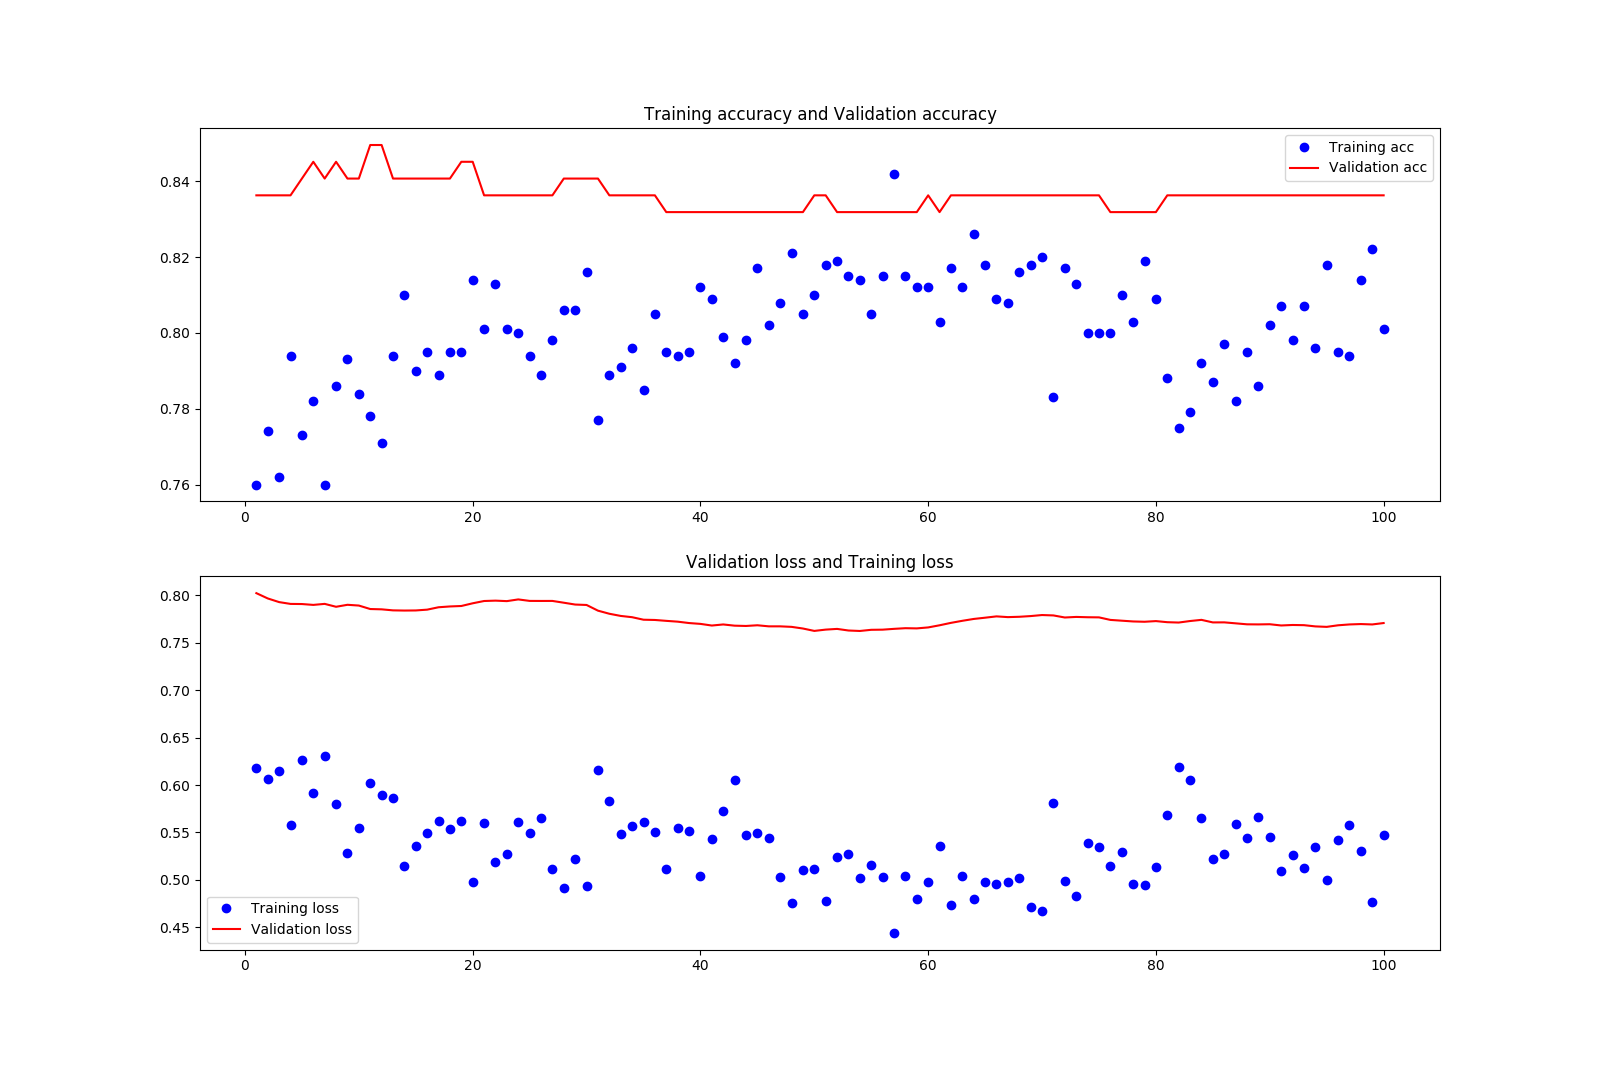 Training accuracy and Validation accuracy
Training acc
Validation acc
0.84
0.82
0.80
0.78
0.76
0 20 40 60 80 100
Validation loss and Training loss
0.80
0.75
0.70
0.65
0.60
0.55
0.50
0.45
Training loss
Validation loss
0 20 40 60 80 100